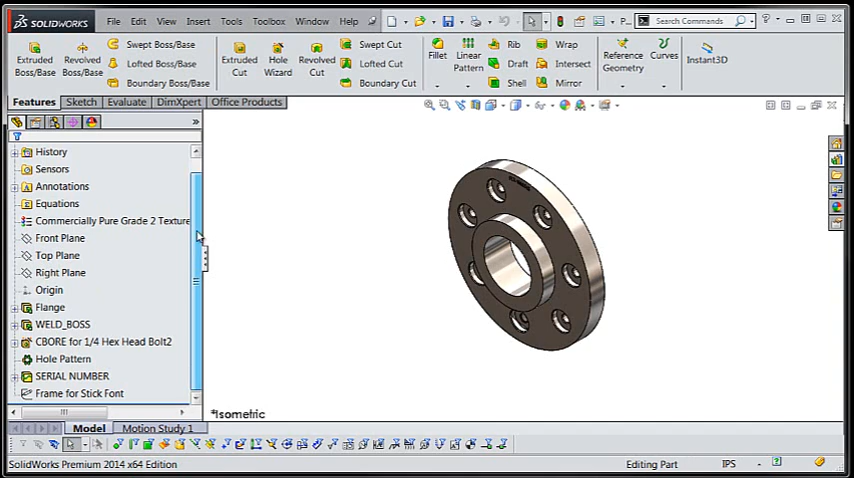 SOLIDWORKS File Edit View Insert Tools Toolbox Window Help P... Search Commands
Extruded Boss/Base Revolved Boss/Base Swept Boss/Base Lofted Boss/Base Boundary Boss/Base Extruded Cut Hole Wizard Revolved Cut Swept Cut Lofted Cut Boundary Cut Fillet Linear Pattern Rib Draft Shell Wrap Intersect Mirror Reference Geometry Curves Instant3D
Features Sketch Evaluate DimXpert Office Products
History
Sensors
Annotations
Equations
Commercially Pure Grade 2 Texture
Front Plane
Top Plane
Right Plane
Origin
Flange
WELD_BOSS
CBORE for 1/4 Hex Head Bolt2
Hole Pattern
SERIAL NUMBER
Frame for Stick Font
*Isometric
Model Motion Study 1
SolidWorks Premium 2014 x64 Edition Editing Part IPS